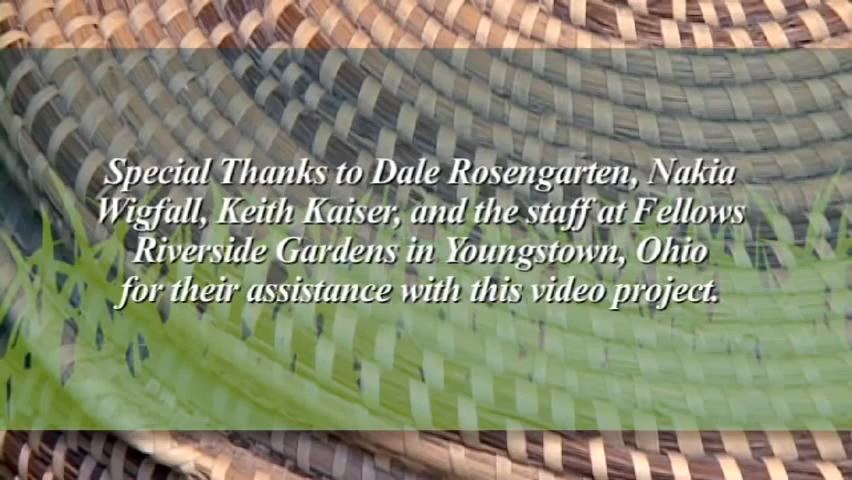 Special Thanks to Dale Rosengarten, Nakia
Wigfall, Keith Kaiser, and the staff at Fellows
Riverside Gardens in Youngstown, Ohio
for their assistance with this video project.